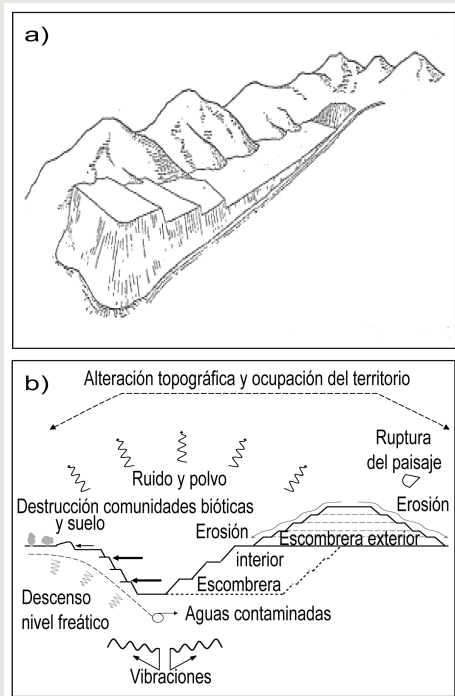 a)
b)
Alteración topográfica y ocupación del territorio
Ruptura
del paisaje
Ruido y polvo
Destrucción comunidades bióticas
y suelo
Erosión
Erosión
Escombrera exterior
interior
Escombrera
Descenso
nivel freático
Aguas contaminadas
Vibraciones